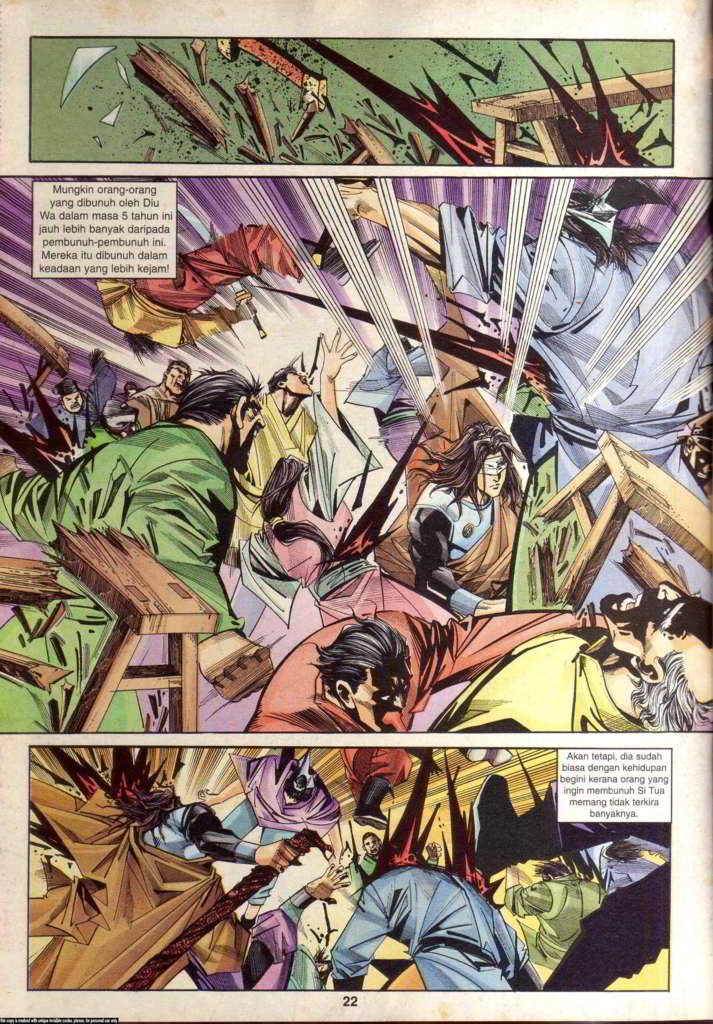 Mungkin orang-orang
yang dibunuh oleh Diu
Wa dalam masa 5 tahun ini
jauh lebih banyak daripada
pembunuh-pembunuh ini.
Mereka itu dibunuh dalam
keadaan yang lebih kejam!
Akan tetapi, dia sudah
biasa dengan kehidupan
begini kerana orang yang
ingin membunuh Si Tua
memang tidak terkira
banyaknya.
22